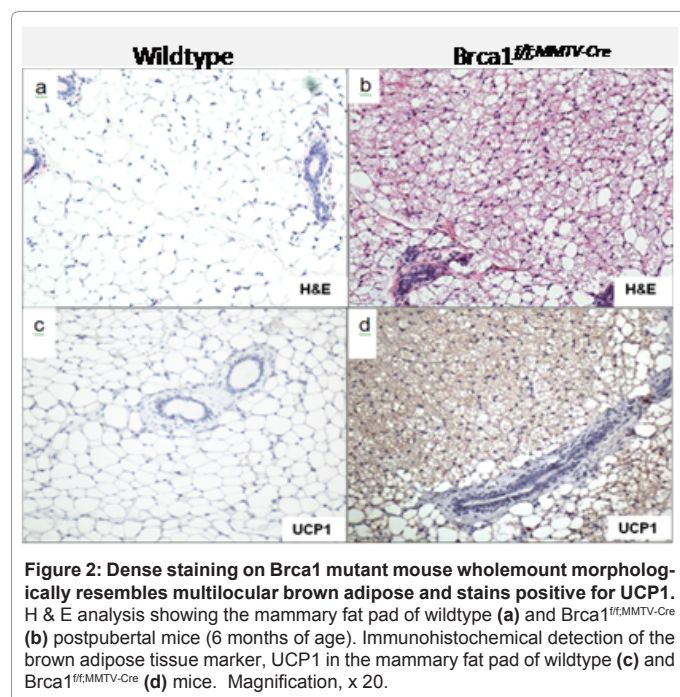 Wildtype
Brca1f/f;MMTV-Cre
a
b
H&E
H&E
c
d
UCP1
UCP1
Figure 2: Dense staining on Brca1 mutant mouse wholemount morpholog-
ically resembles multilocular brown adipose and stains positive for UCP1.
H & E analysis showing the mammary fat pad of wildtype (a) and Brca1f/f;MMTV-Cre
(b) postpubertal mice (6 months of age). Immunohistochemical detection of the
brown adipose tissue marker, UCP1 in the mammary fat pad of wildtype (c) and
Brca1f/f;MMTV-Cre (d) mice. Magnification, x 20.